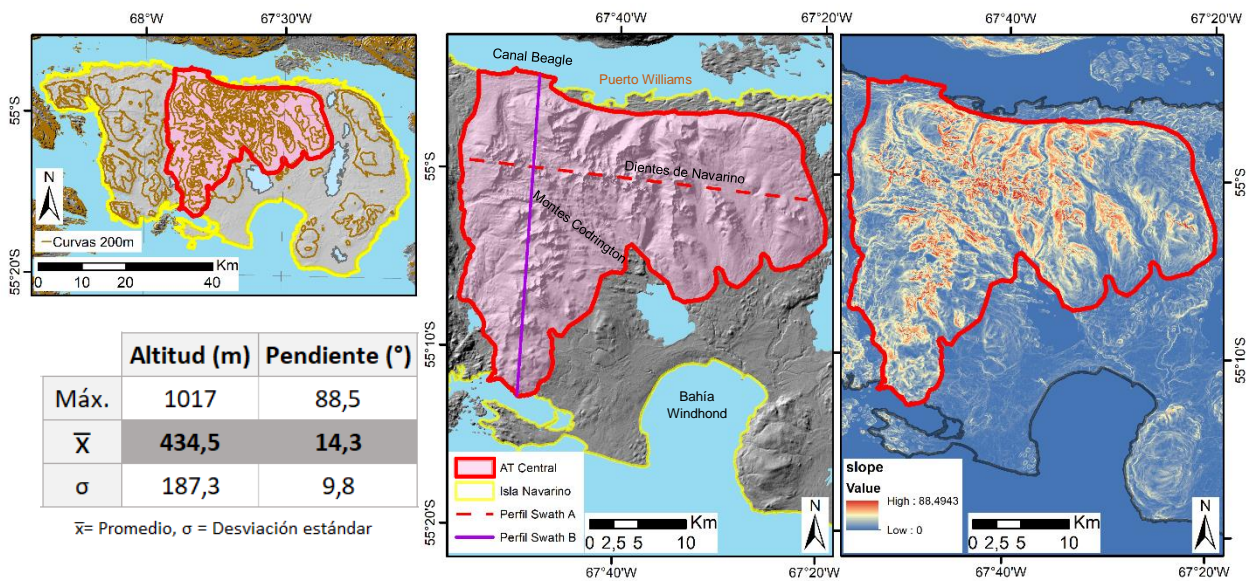 68°W 67°30'W
55°S
55°20'S
N
Curvas 200m
Km
0 10 20 40
Altitud (m) Pendiente (°)
Máx. 1017 88,5
x̅ 434,5 14,3
σ 187,3 9,8
x̅= Promedio, σ = Desviación estándar
67°40'W 67°20'W
Canal Beagle
Puerto Williams
55°S
Dientes de Navarino
Montes Codrington
55°10'S
Bahía
Windhond
AT Central
Isla Navarino
Perfil Swath A
Perfil Swath B
Km
0 2,5 5 10
N
55°20'S
67°40'W 67°20'W
67°40'W 67°20'W
55°S
55°10'S
slope
Value
High : 88.4943
Low : 0
Km
0 2,5 5 10
N
67°40'W 67°20'W